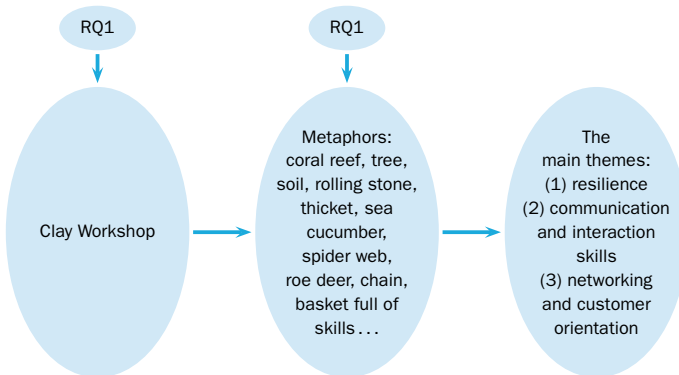 RQ1
RQ1
Clay Workshop
Metaphors:
coral reef, tree,
soil, rolling stone,
thicket, sea
cucumber,
spider web,
roe deer, chain,
basket full of
skills...
The
main themes:
(1) resilience
(2) communication
and interaction
skills
(3) networking
and customer
orientation